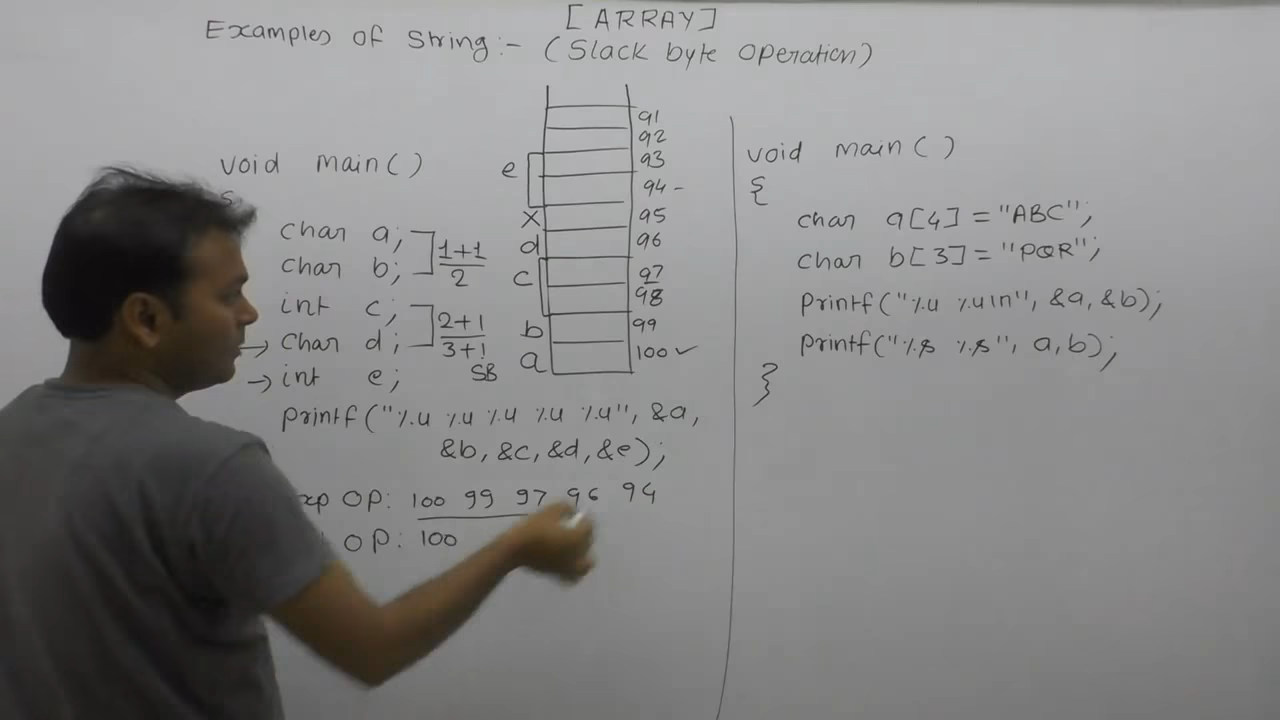 [ARRAY]
Examples of String:- (Slack byte operation)
void main()
char a;
char b;
1+1
2
int c;
char d;
2+1
3+1
SB
int e;
printf("%u %u %u %u %u", &a,
&b, &c, &d, &e);
OP: 100 99 97 96 94
OP: 100
91
92
e 93
94 -
x 95
d 96
c 97
98
b 99
a 100 ✓
void main()
{
char a[4]="ABC";
char b[3]="PQR";
printf("%u %u\n", &a, &b);
printf("%s %s", a,b);
}